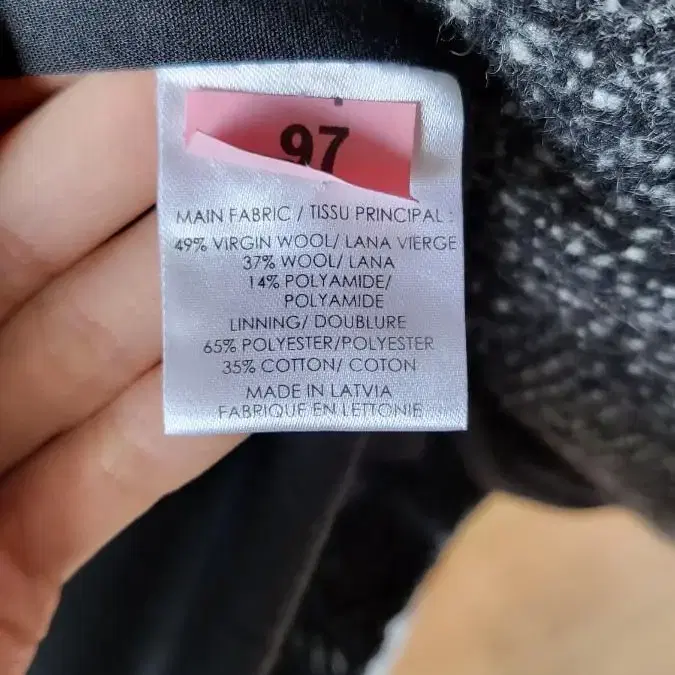 97
MAIN FABRIC / TISSU PRINCIPAL :
49% VIRGIN WOOL/ LANA VIERGE
37% WOOL/ LANA
14% POLYAMIDE/
POLYAMIDE
LINNING/ DOUBLURE
65% POLYESTER/POLYESTER
35% COTTON/ COTON
MADE IN LATVIA
FABRIQUE EN LETTONIE